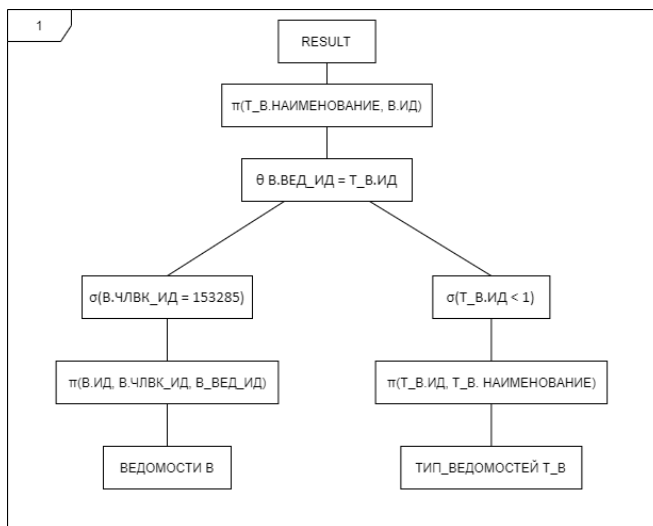 1
RESULT
π(Т_В.НАИМЕНОВАНИЕ, В.ИД)
θ В.ВЕД_ИД = Т_В.ИД
σ(В.ЧЛВК_ИД = 153285)
σ(Т_В.ИД < 1)
π(В.ИД, В.ЧЛВК_ИД, В_ВЕД_ИД)
π(Т_В.ИД, Т_В. НАИМЕНОВАНИЕ)
ВЕДОМОСТИ В
ТИП_ВЕДОМОСТЕЙ Т_В